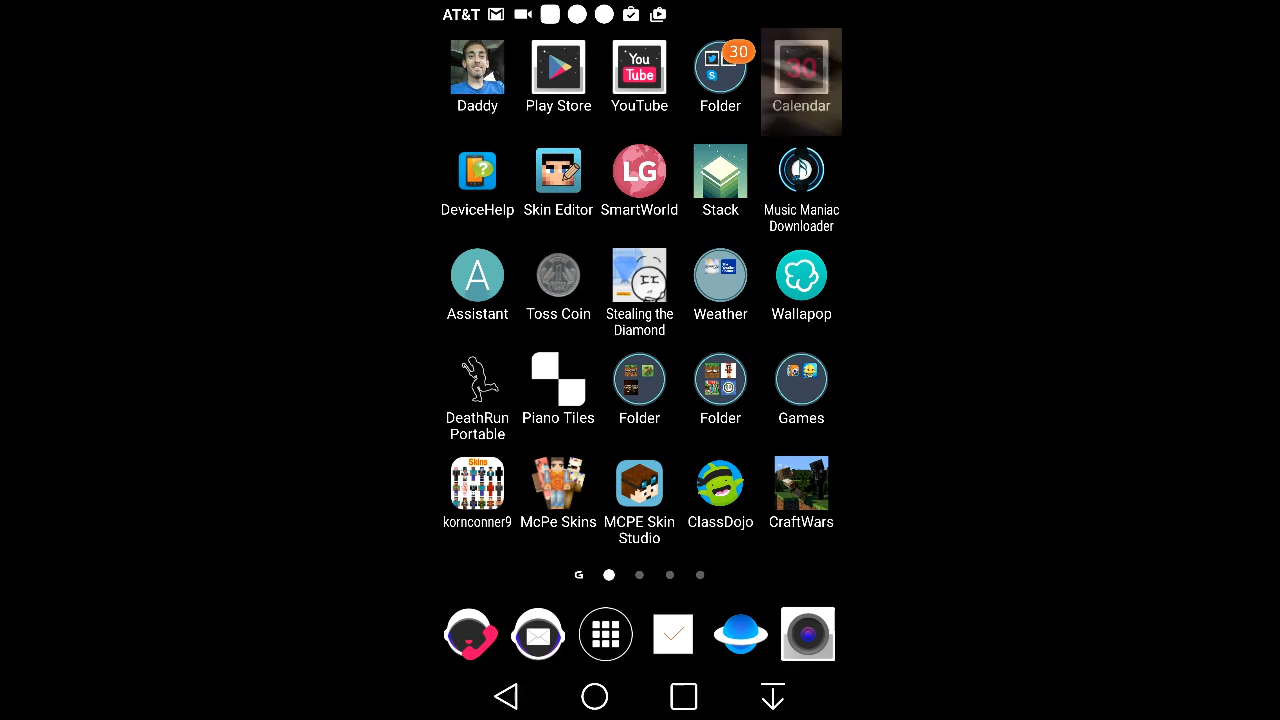 AT&T
30
You
Tube
30
Daddy
Play Store
YouTube
Folder
Calendar
LG
DeviceHelp
Skin Editor
SmartWorld
Stack
Music Maniac
Downloader
A
Assistant
Toss Coin
Stealing the
Diamond
Weather
Wallapop
DeathRun
Portable
Piano Tiles
Folder
Folder
Games
Skins
kornconner9
McPe Skins
MCPE Skin
Studio
ClassDojo
CraftWars
G